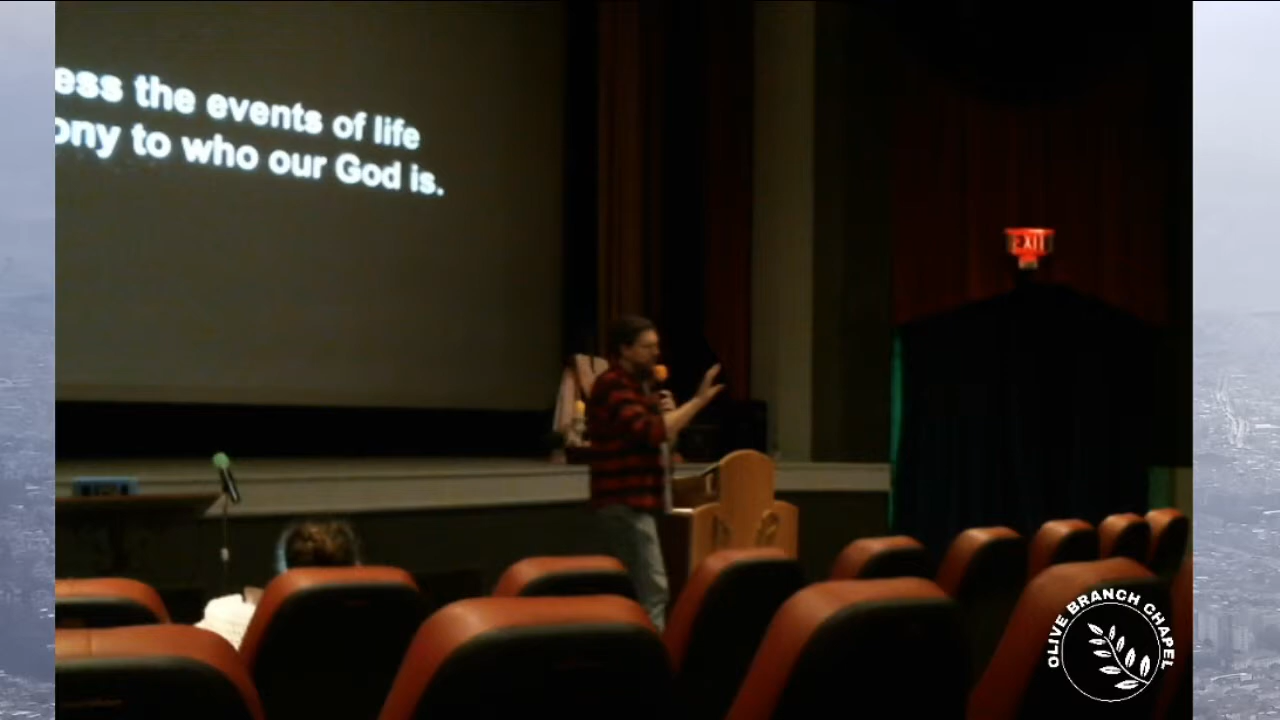 ess the events of life
ony to who our God is.
EXIT
OLIVE BRANCH CHAPEL